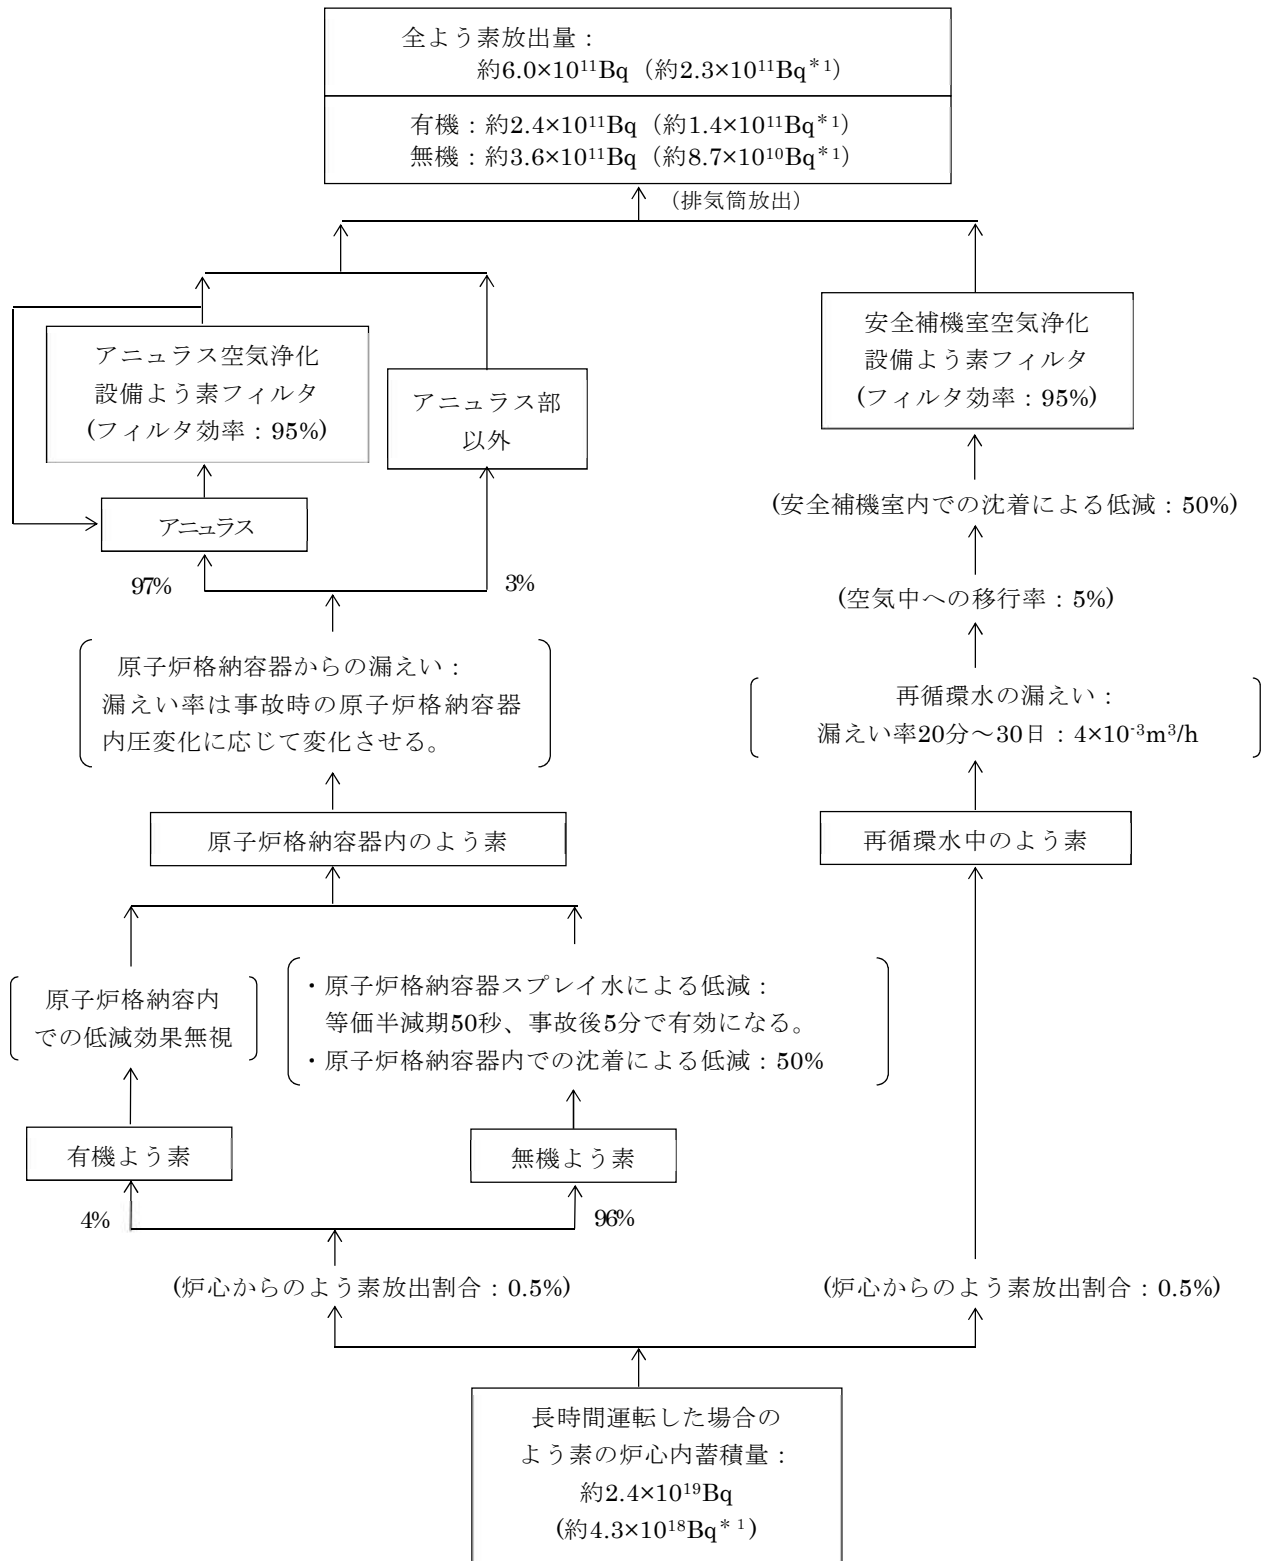 全よう素放出量：
約6.0×10¹¹Bq（約2.3×10¹¹Bq＊¹）
有機：約2.4×10¹¹Bq（約1.4×10¹¹Bq＊¹）
無機：約3.6×10¹¹Bq（約8.7×10¹⁰Bq＊¹）
（排気筒放出）
アニュラス空気浄化
設備よう素フィルタ
(フィルタ効率：95%)
アニュラス部
以外
安全補機室空気浄化
設備よう素フィルタ
(フィルタ効率：95%)
アニュラス
(安全補機室内での沈着による低減：50%)
97%
3%
(空気中への移行率：5%)
原子炉格納容器からの漏えい：
漏えい率は事故時の原子炉格納容器
内圧変化に応じて変化させる。
再循環水の漏えい：
漏えい率20分～30日：4×10⁻³m³/h
原子炉格納容器内のよう素
再循環水中のよう素
原子炉格納容内
での低減効果無視
・原子炉格納容器スプレイ水による低減：
等価半減期50秒、事故後5分で有効になる。
・原子炉格納容器内での沈着による低減：50%
有機よう素
無機よう素
4%
96%
(炉心からのよう素放出割合：0.5%)
(炉心からのよう素放出割合：0.5%)
長時間運転した場合の
よう素の炉心内蓄積量：
約2.4×10¹⁹Bq
(約4.3×10¹⁸Bq＊¹)